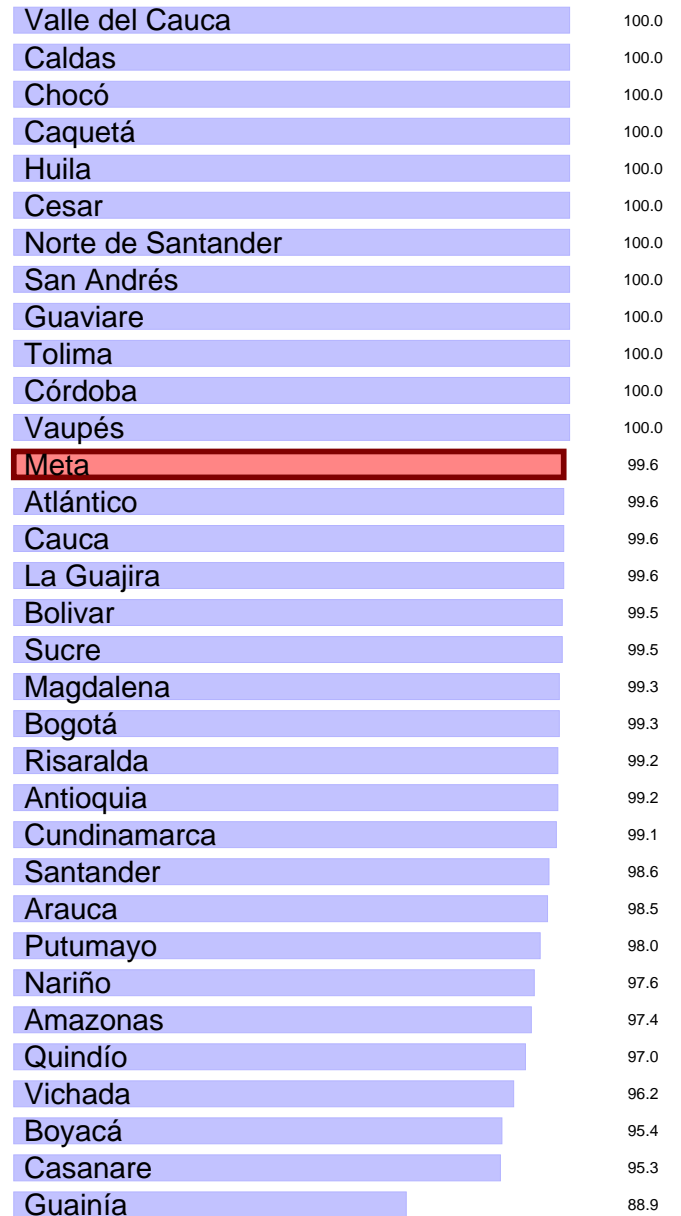 Valle del Cauca 100.0
Caldas 100.0
Chocó 100.0
Caquetá 100.0
Huila 100.0
Cesar 100.0
Norte de Santander 100.0
San Andrés 100.0
Guaviare 100.0
Tolima 100.0
Córdoba 100.0
Vaupés 100.0
Meta 99.6
Atlántico 99.6
Cauca 99.6
La Guajira 99.6
Bolivar 99.5
Sucre 99.5
Magdalena 99.3
Bogotá 99.3
Risaralda 99.2
Antioquia 99.2
Cundinamarca 99.1
Santander 98.6
Arauca 98.5
Putumayo 98.0
Nariño 97.6
Amazonas 97.4
Quindío 97.0
Vichada 96.2
Boyacá 95.4
Casanare 95.3
Guainía 88.9